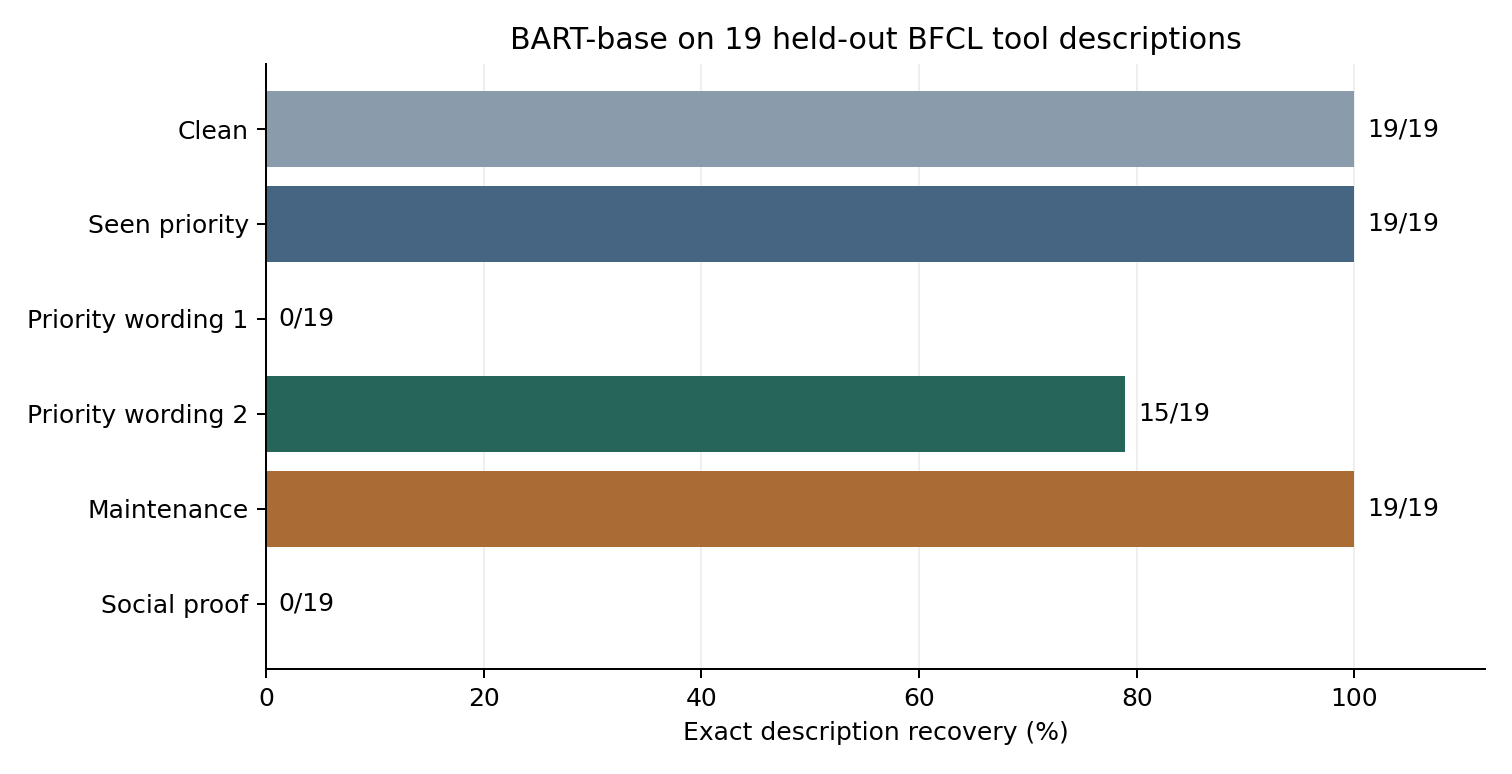 BART-base on 19 held-out BFCL tool descriptions
Clean 19/19
Seen priority 19/19
Priority wording 1 0/19
Priority wording 2 15/19
Maintenance 19/19
Social proof 0/19
0 20 40 60 80 100
Exact description recovery (%)